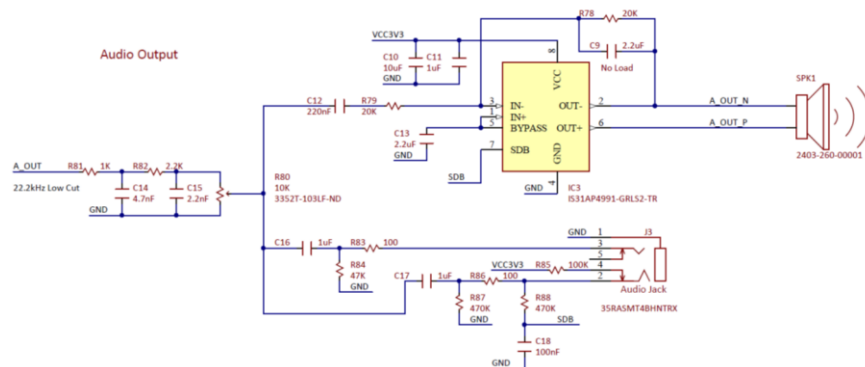 R78 20K
C9 2.2uF
No Load
Audio Output
VCC3V3
C10
10uF
C11
1uF
GND
8
VCC
SPK1
C12
220nF
R79
20K
3 IN- OUT- 2 A_OUT_N
1 IN+
5 BYPASS OUT+ 6 A_OUT_P
C13
2.2uF
GND
7 SDB
GND
SDB
2403-260-00001
GND 4
IC3
IS31AP4991-GRLS2-TR
A_OUT R81 1K R82 2.2K
22.2kHz Low Cut
C14
4.7nF
C15
2.2nF
GND
R80
10K
3352T-103LF-ND
GND 1 J3
C16 1uF R83 100 3
5
R84
47K
GND
VCC3V3 R85 100K 4
C17 1uF R86 100 2
Audio Jack
35RASMT4BHNTRX
R87
470K
GND
R88
470K
SDB
C18
100nF
GND